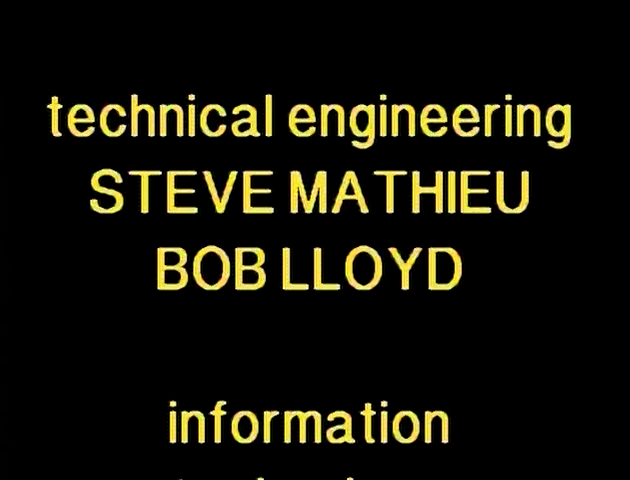 technical engineering
STEVE MATHIEU
BOB LLOYD
information